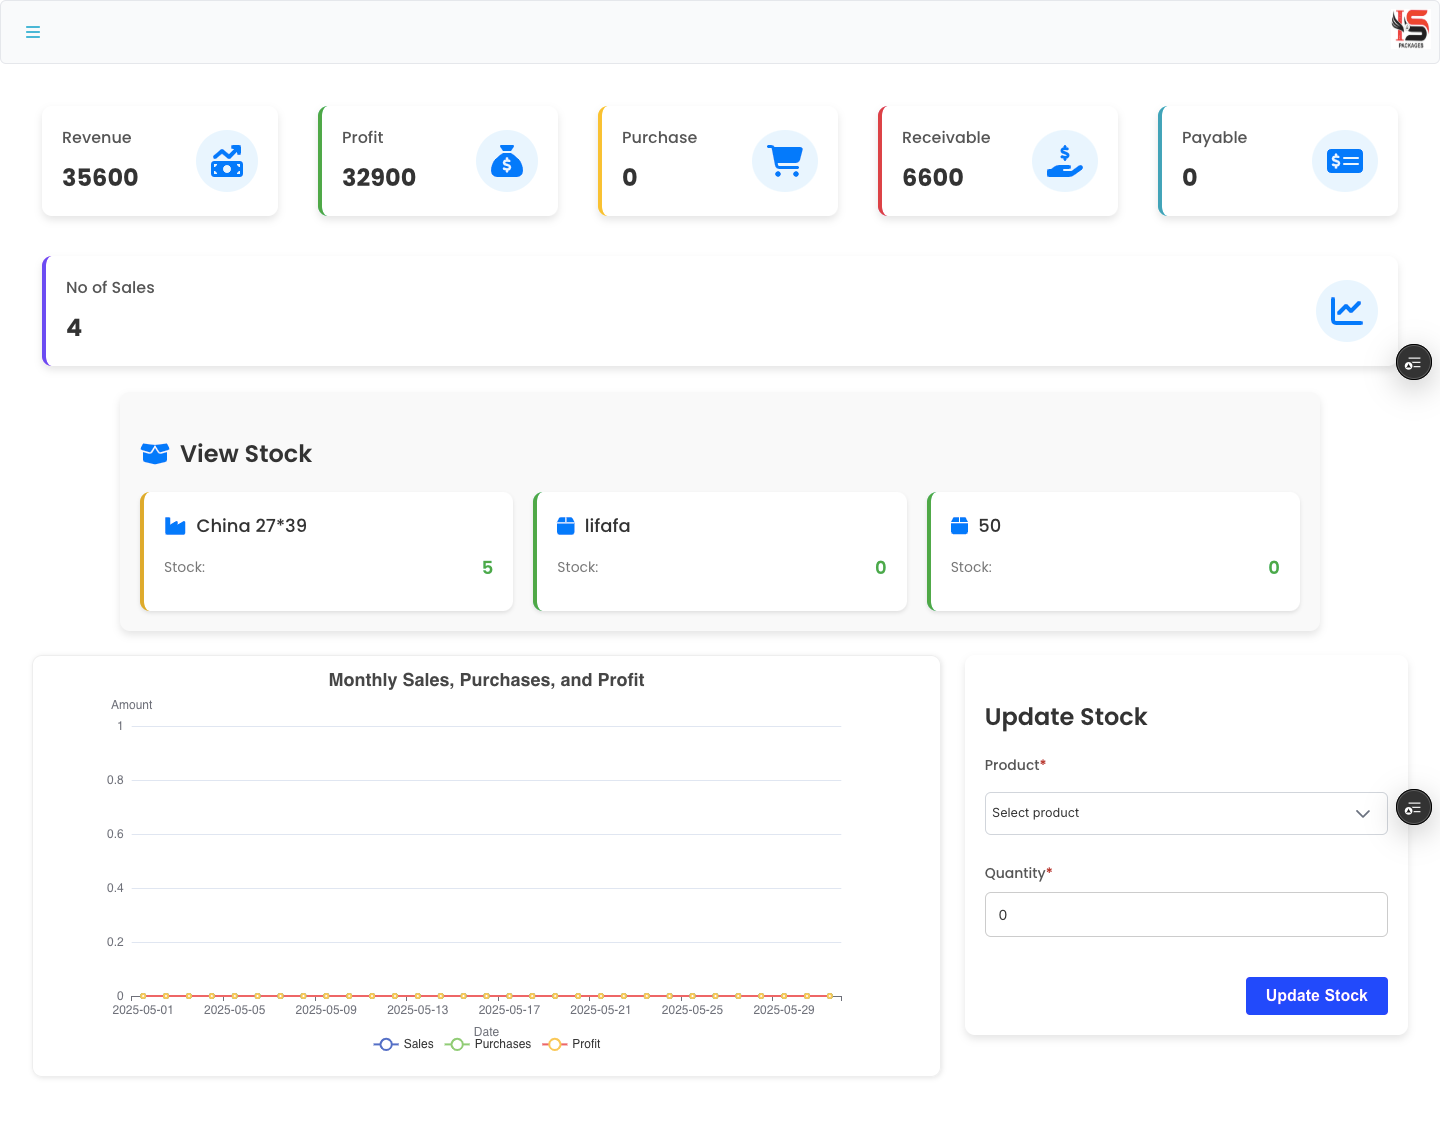 IS
PACKAGES
Revenue
35600
Profit
32900
Purchase
0
Receivable
6600
Payable
0
No of Sales
4
View Stock
China 27*39
Stock: 5
lifafa
Stock: 0
50
Stock: 0
Monthly Sales, Purchases, and Profit
Amount
1
0.8
0.6
0.4
0.2
0
2025-05-01 2025-05-05 2025-05-09 2025-05-13 2025-05-17 2025-05-21 2025-05-25 2025-05-29
Date
Sales Purchases Profit
Update Stock
Product*
Select product
Quantity*
0
Update Stock